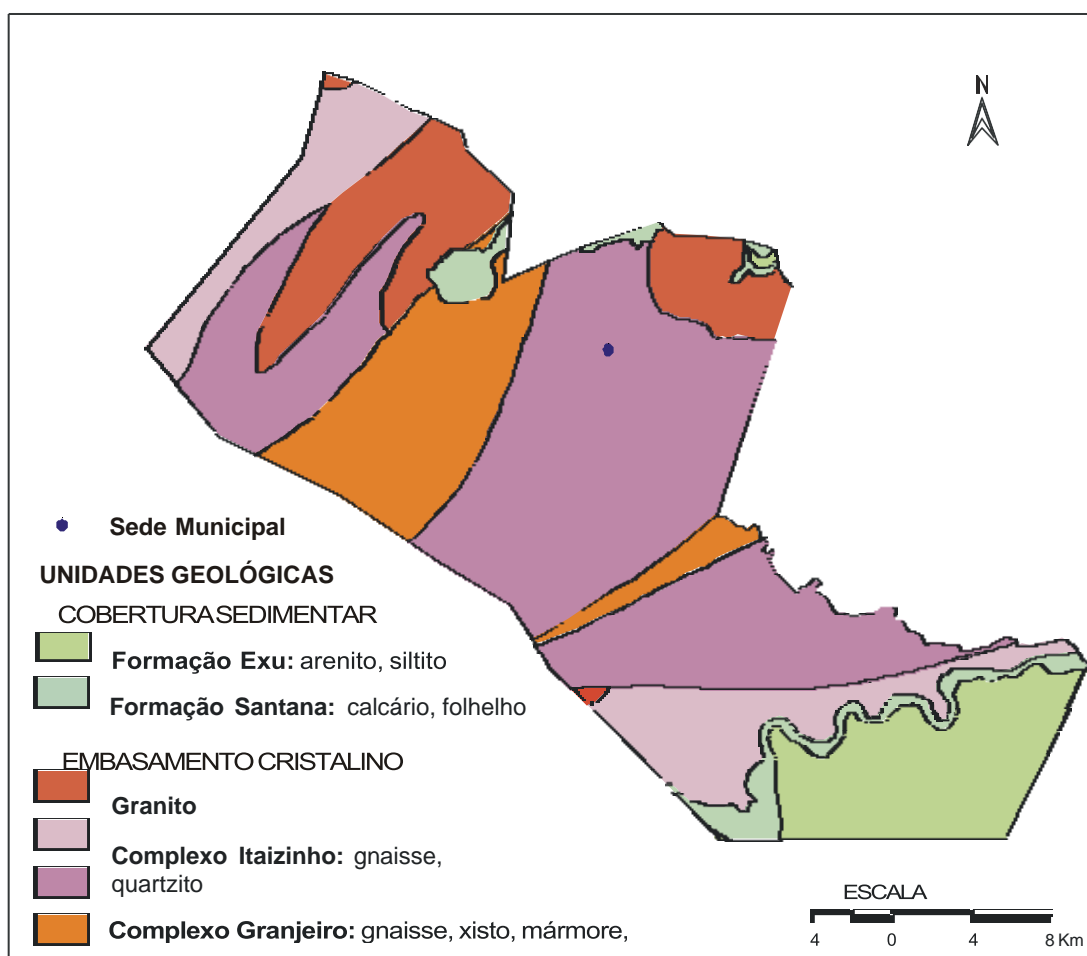 N
Sede Municipal
UNIDADES GEOLÓGICAS
COBERTURA SEDIMENTAR
Formação Exu: arenito, siltito
Formação Santana: calcário, folhelho
EMBASAMENTO CRISTALINO
Granito
Complexo Itaizinho: gnaisse,
quartzito
Complexo Granjeiro: gnaisse, xisto, mármore,
ESCALA
4 0 4 8 Km